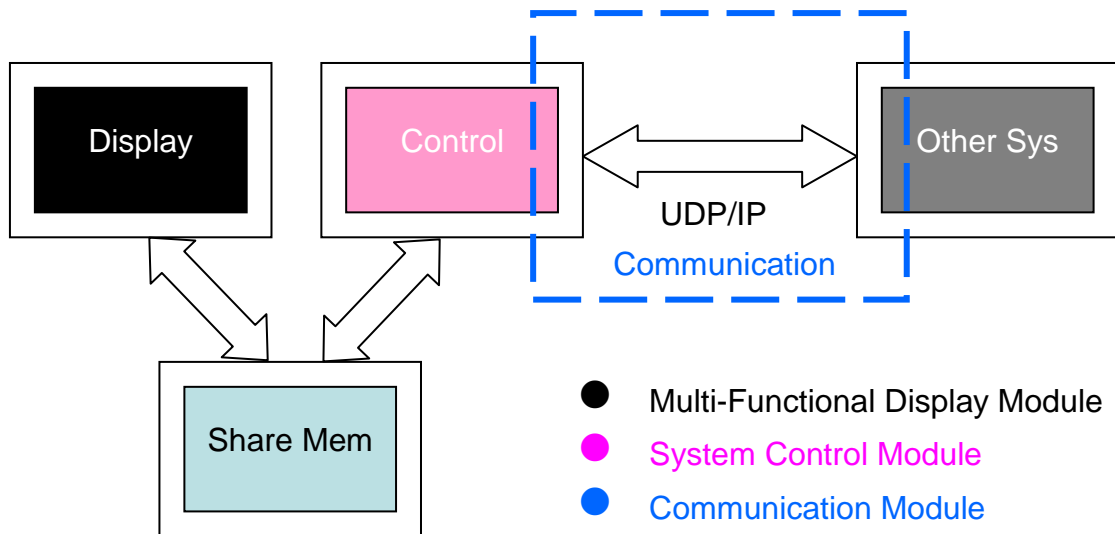 Display
Control
Other Sys
UDP/IP
Communication
Share Mem
Multi-Functional Display Module
System Control Module
Communication Module